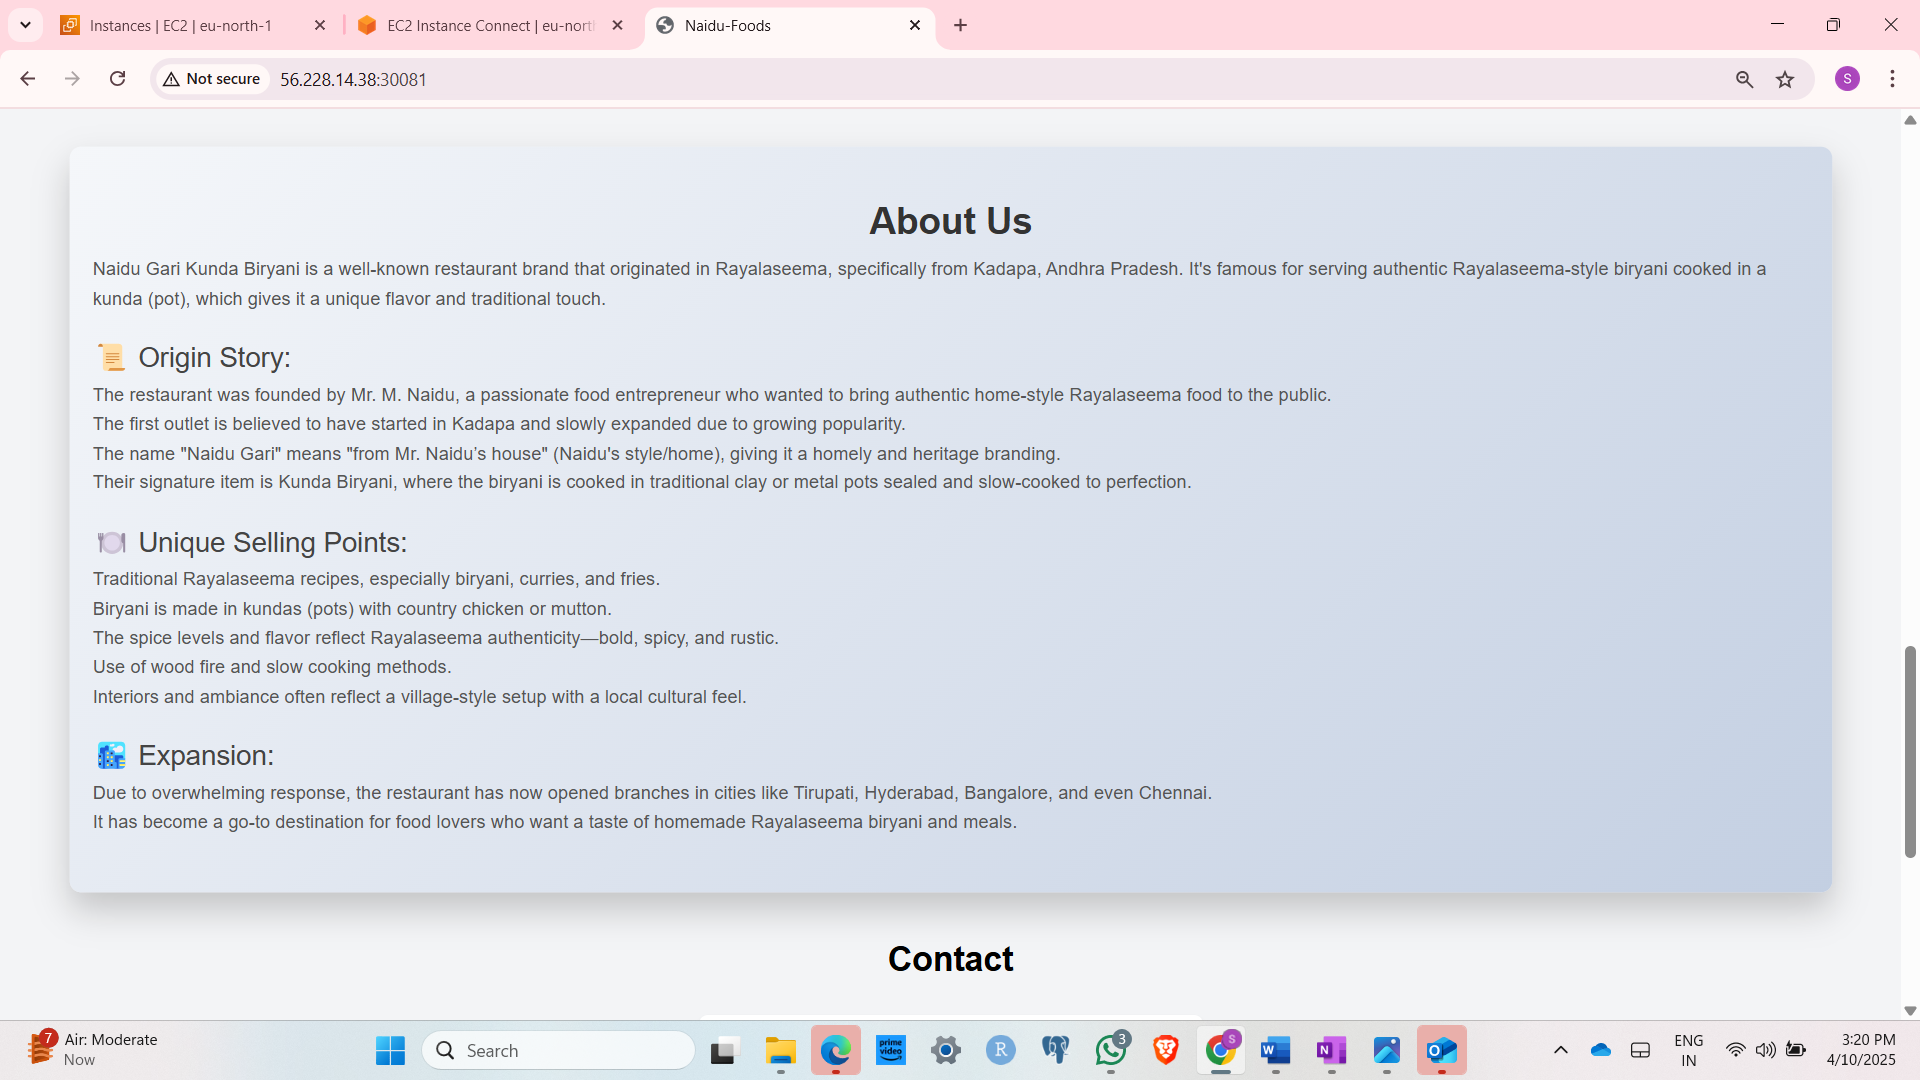 Instances | EC2 | eu-north-1
EC2 Instance Connect | eu-nort
Naidu-Foods
Not secure
56.228.14.38:30081
S
About Us
Naidu Gari Kunda Biryani is a well-known restaurant brand that originated in Rayalaseema, specifically from Kadapa, Andhra Pradesh. It's famous for serving authentic Rayalaseema-style biryani cooked in a
kunda (pot), which gives it a unique flavor and traditional touch.
📜 Origin Story:
The restaurant was founded by Mr. M. Naidu, a passionate food entrepreneur who wanted to bring authentic home-style Rayalaseema food to the public.
The first outlet is believed to have started in Kadapa and slowly expanded due to growing popularity.
The name "Naidu Gari" means "from Mr. Naidu’s house" (Naidu's style/home), giving it a homely and heritage branding.
Their signature item is Kunda Biryani, where the biryani is cooked in traditional clay or metal pots sealed and slow-cooked to perfection.
🍽️ Unique Selling Points:
Traditional Rayalaseema recipes, especially biryani, curries, and fries.
Biryani is made in kundas (pots) with country chicken or mutton.
The spice levels and flavor reflect Rayalaseema authenticity—bold, spicy, and rustic.
Use of wood fire and slow cooking methods.
Interiors and ambiance often reflect a village-style setup with a local cultural feel.
🏙️ Expansion:
Due to overwhelming response, the restaurant has now opened branches in cities like Tirupati, Hyderabad, Bangalore, and even Chennai.
It has become a go-to destination for food lovers who want a taste of homemade Rayalaseema biryani and meals.
Contact
7
Air: Moderate
Now
Search
prime video
R
3
S
W
N
O
ENG
IN
3:20 PM
4/10/2025